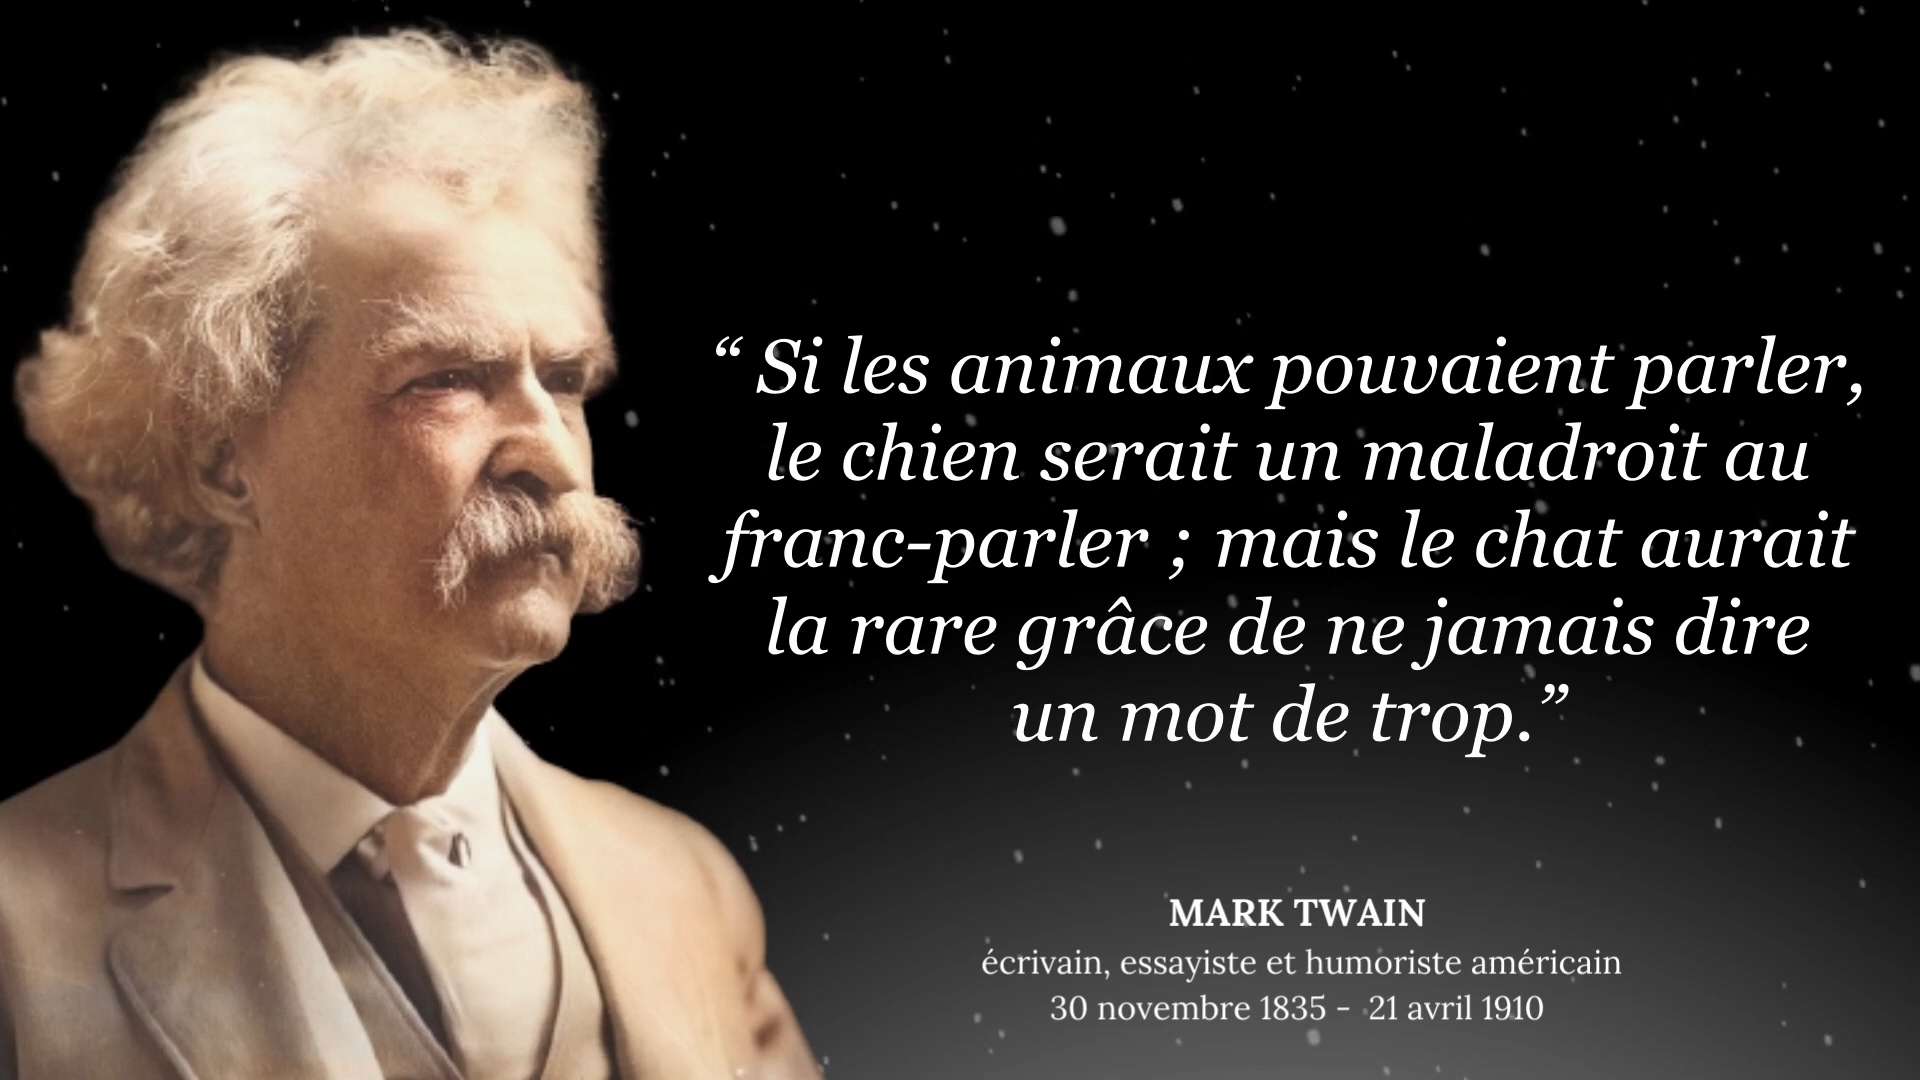 “ Si les animaux pouvaient parler,
le chien serait un maladroit au
franc-parler ; mais le chat aurait
la rare grâce de ne jamais dire
un mot de trop.”
MARK TWAIN
écrivain, essayiste et humoriste américain
30 novembre 1835 - 21 avril 1910